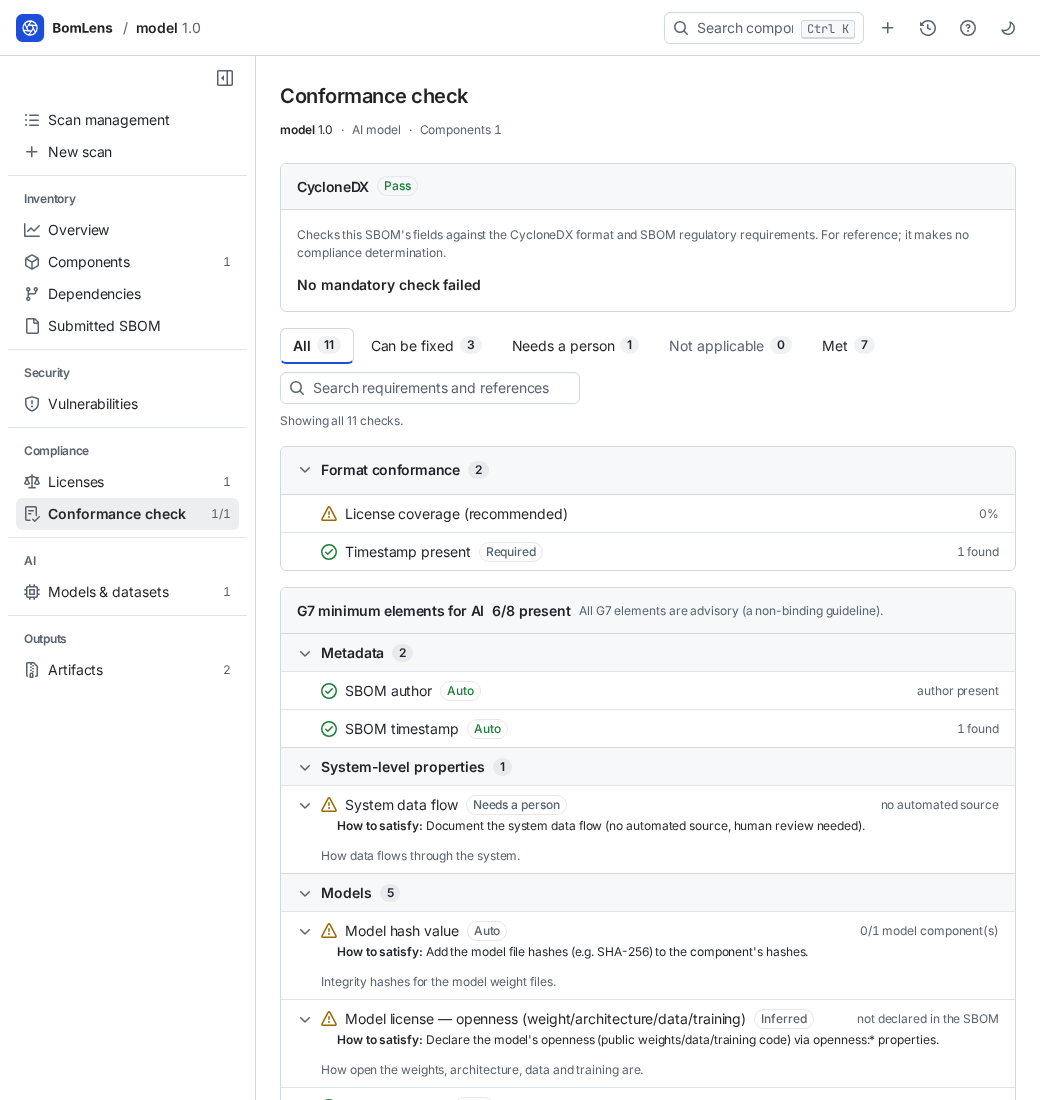 BomLens / model 1.0
Search compor Ctrl K
Scan management
New scan
Inventory
Overview
Components 1
Dependencies
Submitted SBOM
Security
Vulnerabilities
Compliance
Licenses 1
Conformance check 1/1
AI
Models & datasets 1
Outputs
Artifacts 2
Conformance check
model 1.0 · AI model · Components 1
CycloneDX Pass
Checks this SBOM's fields against the CycloneDX format and SBOM regulatory requirements. For reference; it makes no
compliance determination.
No mandatory check failed
All 11 Can be fixed 3 Needs a person 1 Not applicable 0 Met 7
Search requirements and references
Showing all 11 checks.
Format conformance 2
License coverage (recommended) 0%
Timestamp present Required 1 found
G7 minimum elements for AI 6/8 present All G7 elements are advisory (a non-binding guideline).
Metadata 2
SBOM author Auto author present
SBOM timestamp Auto 1 found
System-level properties 1
System data flow Needs a person no automated source
How to satisfy: Document the system data flow (no automated source, human review needed).
How data flows through the system.
Models 5
Model hash value Auto 0/1 model component(s)
How to satisfy: Add the model file hashes (e.g. SHA-256) to the component's hashes.
Integrity hashes for the model weight files.
Model license — openness (weight/architecture/data/training) Inferred not declared in the SBOM
How to satisfy: Declare the model's openness (public weights/data/training code) via openness:* properties.
How open the weights, architecture, data and training are.